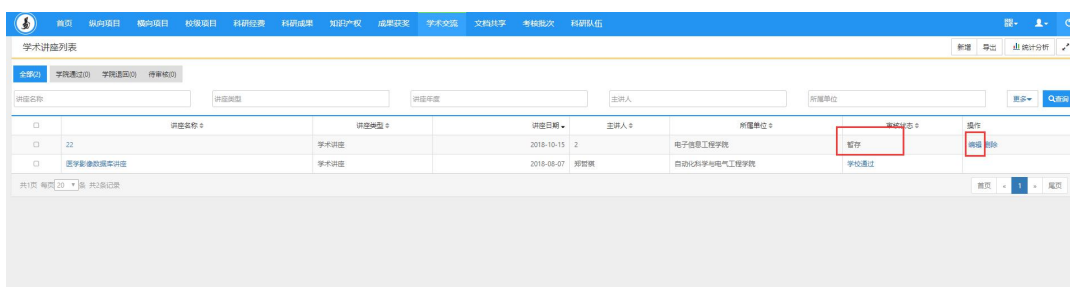 首页 纵向项目 横向项目 校级项目 科研经费 科研成果 知识产权 成果获奖 学术交流 文档共享 考核批次 科研队伍
学术讲座列表 新增 导出 统计分析
全部(2) 学院通过(0) 学院退回(0) 待审核(0)
讲座名称 讲座类型 讲座年度 主讲人 所属单位 更多 查询
讲座名称 讲座类型 讲座日期 主讲人 所属单位 审核状态 操作
22 学术讲座 2018-10-15 2 电子信息工程学院 暂存 编辑 删除
医学影像数据库讲座 学术讲座 2018-08-07 自动化科学与电气工程学院 学校通过
共1页 每页 20 条 共2条记录 首页 « 1 » 尾页